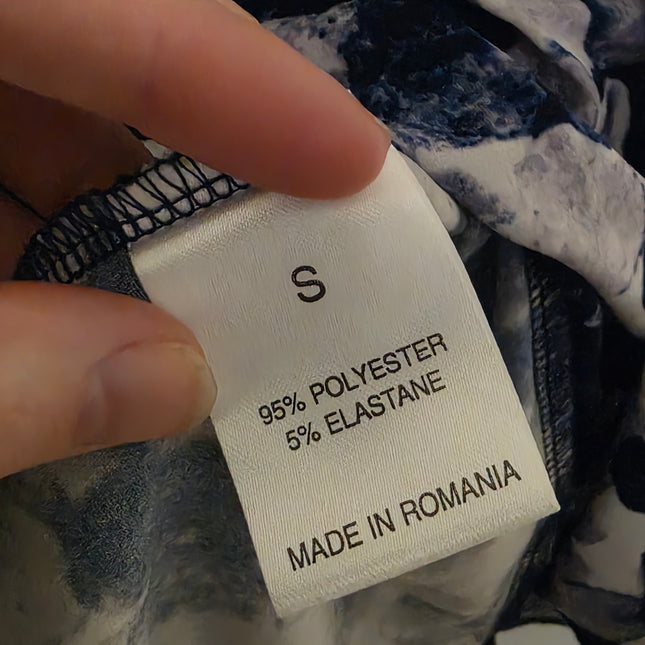 S
95% POLYESTER
5% ELASTANE
MADE IN ROMANIA